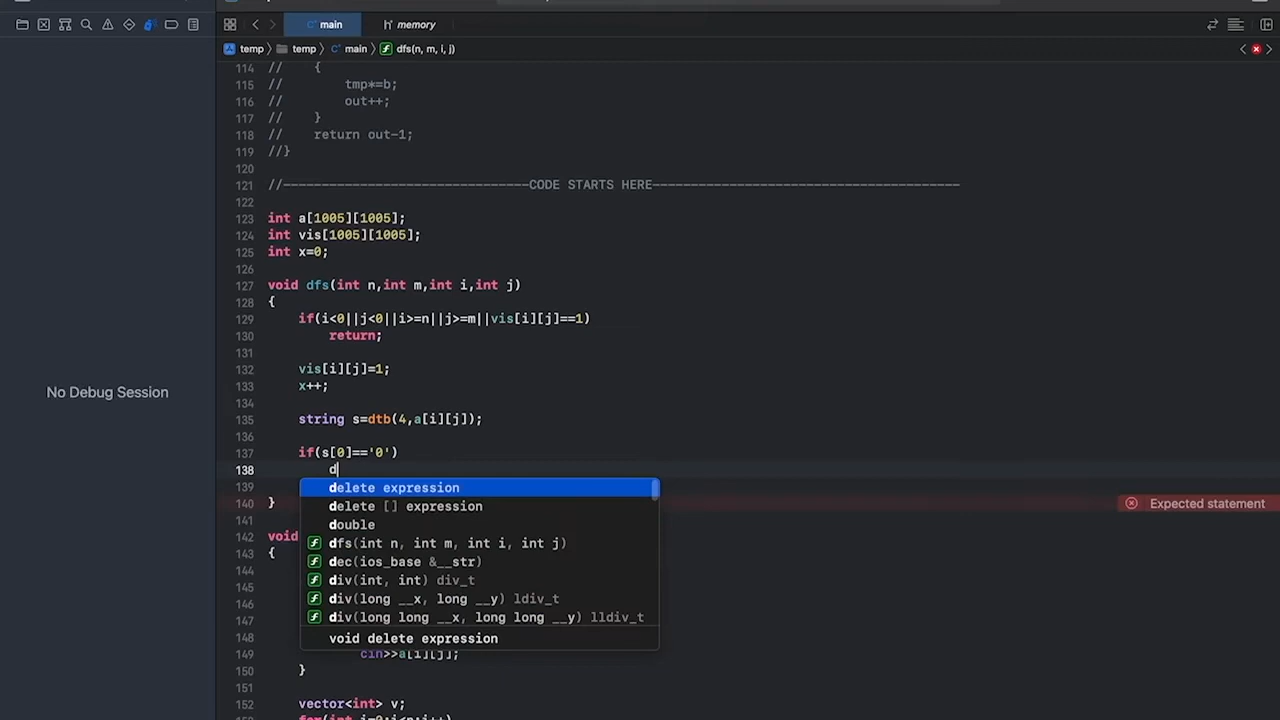 main
memory
temp
temp
main
dfs(n, m, i, j)
114 //    {
115 //        tmp*=b;
116 //        out++;
117 //    }
118 //    return out-1;
119 //}
120
121 //————————————————————————————————CODE STARTS HERE————————————————————————————————————————
122
123 int a[1005][1005];
124 int vis[1005][1005];
125 int x=0;
126
127 void dfs(int n,int m,int i,int j)
128 {
129     if(i<0||j<0||i>=n||j>=m||vis[i][j]==1)
130         return;
131
132     vis[i][j]=1;
133     x++;
134
135     string s=dtb(4,a[i][j]);
136
137     if(s[0]=='0')
138         d
139
140 }
Expected statement
No Debug Session
delete expression
delete [] expression
double
dfs(int n, int m, int i, int j)
dec(ios_base &__str)
div(int, int) div_t
div(long __x, long __y) ldiv_t
div(long long __x, long long __y) lldiv_t
void delete expression
141
142 void
143 {
144
145
146
147
148
149             cin>>a[i][j];
150     }
151
152     vector<int> v;
153     for(int i=0;i<n;i++)